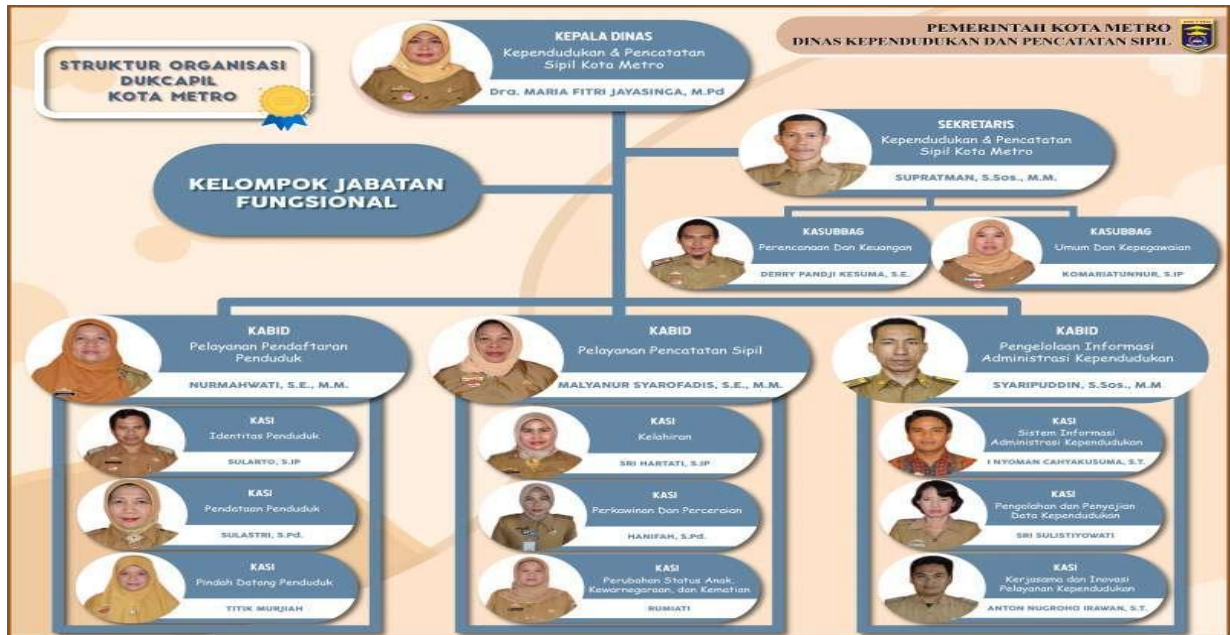 PEMERINTAH KOTA METRO
DINAS KEPENDUDUKAN DAN PENCATATAN SIPIL
STRUKTUR ORGANISASI
DUKCAPIL
KOTA METRO
KEPALA DINAS
Kependudukan & Pencatatan
Sipil Kota Metro
Dra. MARIA FITRI JAYASINGA, M.Pd
SEKRETARIS
Kependudukan & Pencatatan
Sipil Kota Metro
SUPRATMAN, S.Sos., M.M.
KELOMPOK JABATAN
FUNGSIONAL
KASUBBAG
Perencanaan Dan Keuangan
DERRY PANDJI KESUMA, S.E.
KASUBBAG
Umum Dan Kepegawaian
KOMARIATUNNUR, S.IP
KABID
Pelayanan Pendaftaran
Penduduk
NURMAHWATI, S.E., M.M.
KASI
Identitas Penduduk
SULARTO, S.IP
KASI
Pendataan Penduduk
SULASTRI, S.Pd.
KASI
Pindah Datang Penduduk
TITIK MURJIAH
KABID
Pelayanan Pencatatan Sipil
MALYANUR SYAROFADIS, S.E., M.M.
KASI
Kelahiran
SRI HARTATI, S.IP
KASI
Perkawinan Dan Perceraian
HANIFAH, S.Pd.
KASI
Perubahan Status Anak,
Kewarnegaraan, dan Kematian
RUMIATI
KABID
Pengelolaan Informasi
Administrasi Kependudukan
SYARIPUDDIN, S.Sos., M.M
KASI
Sistem Informasi
Administrasi Kependudukan
I NYOMAN CAHYAKUSUMA, S.T.
KASI
Pengolahan dan Penyajian
Data Kependudukan
SRI SULISTIYOWATI
KASI
Kerjasama dan Inovasi
Pelayanan Kependudukan
ANTON NUGROHO IRAWAN, S.T.